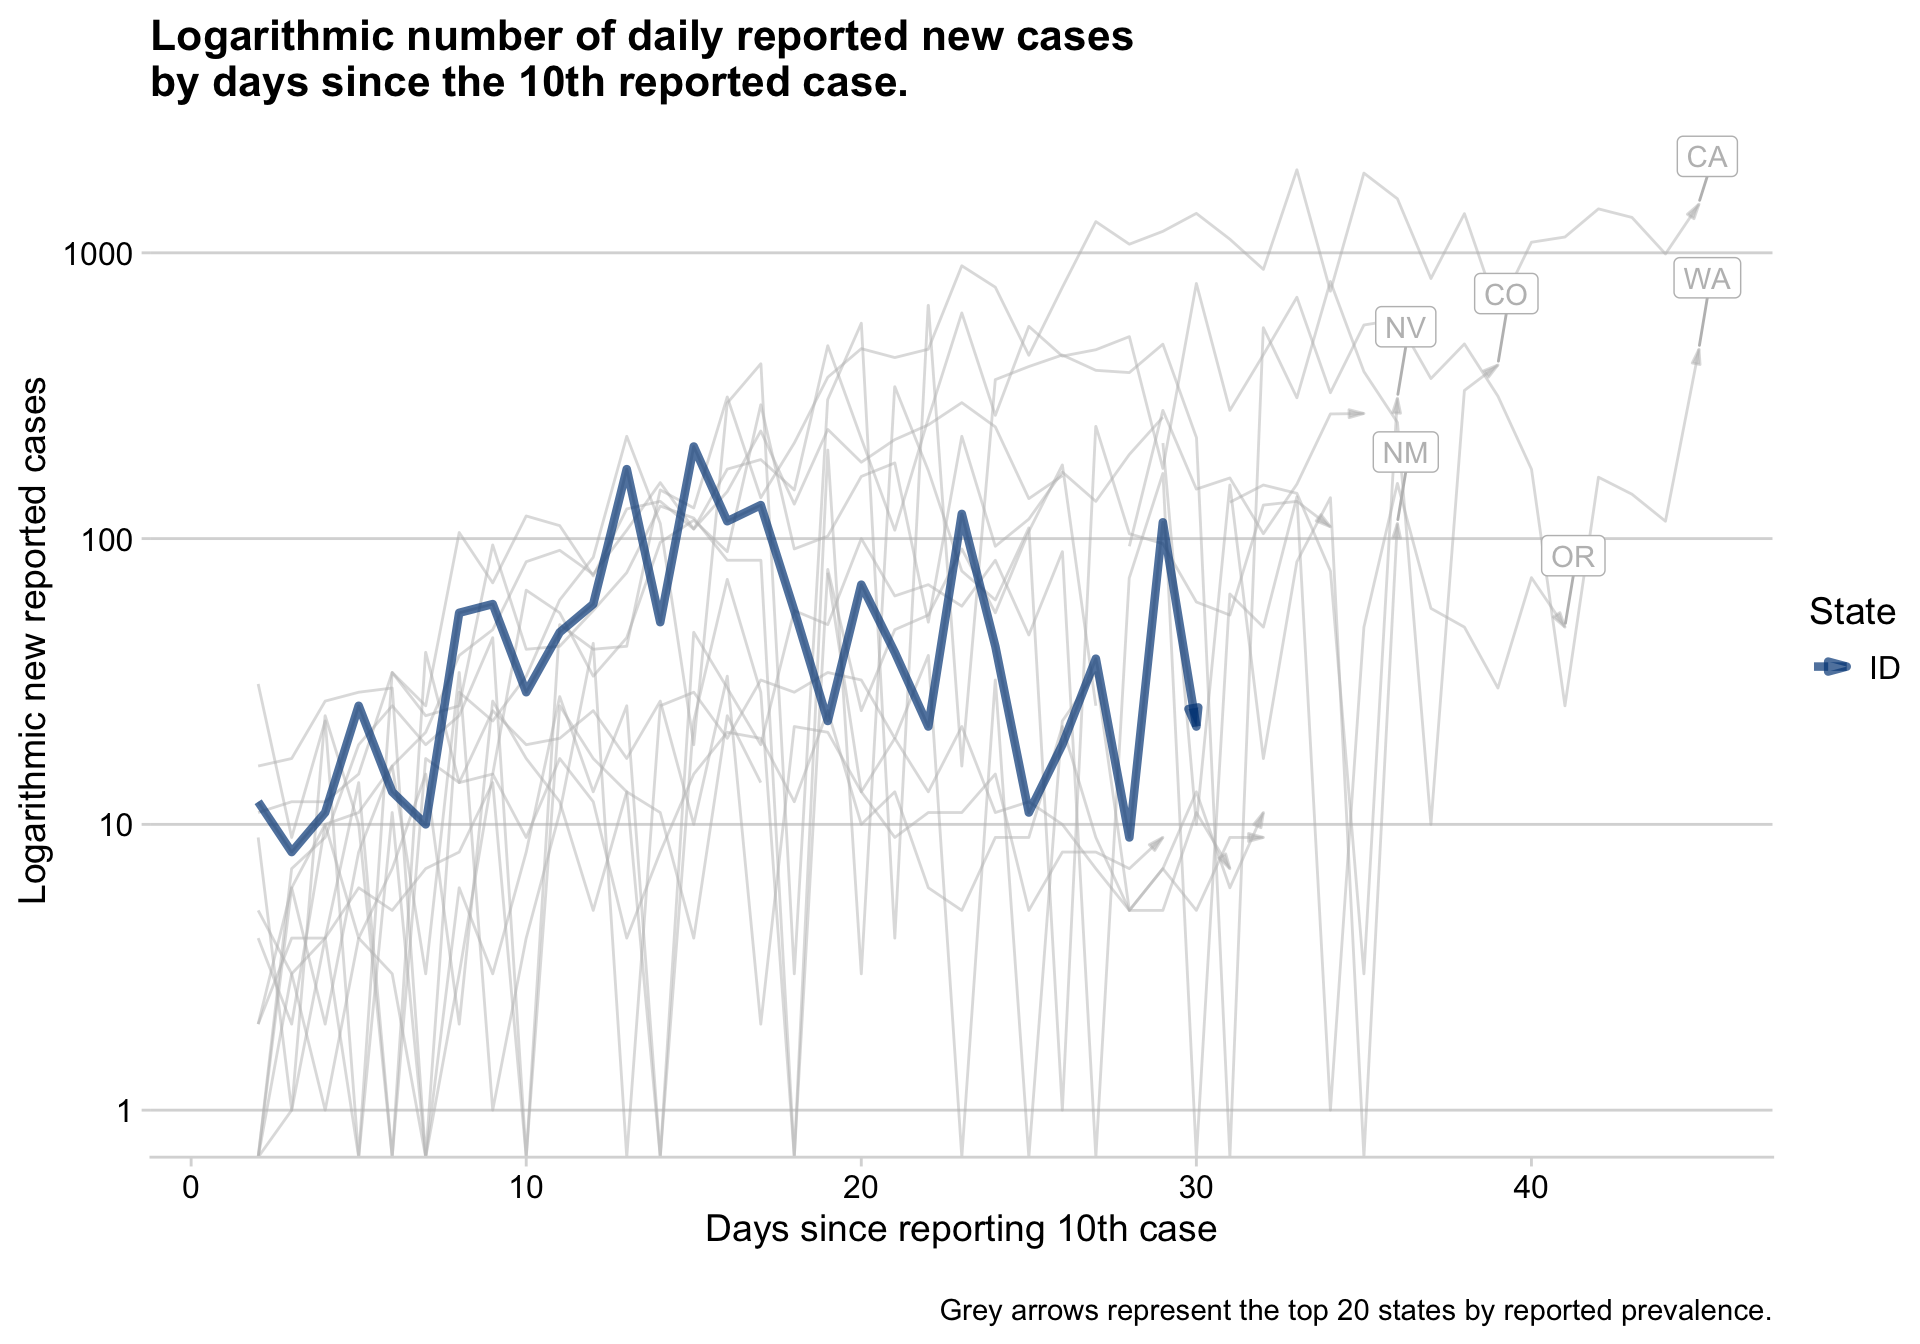 Logarithmic number of daily reported new cases
by days since the 10th reported case.
Logarithmic new reported cases
1000
100
10
1
CA
WA
CO
NV
NM
OR
State
ID
0 10 20 30 40
Days since reporting 10th case
Grey arrows represent the top 20 states by reported prevalence.